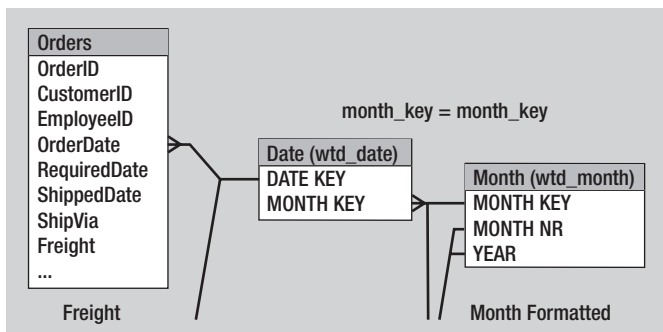 Orders
OrderID
CustomerID
EmployeeID
OrderDate
RequiredDate
ShippedDate
ShipVia
Freight
...
month_key = month_key
Date (wtd_date)
DATE KEY
MONTH KEY
Month (wtd_month)
MONTH KEY
MONTH NR
YEAR
Freight
Month Formatted